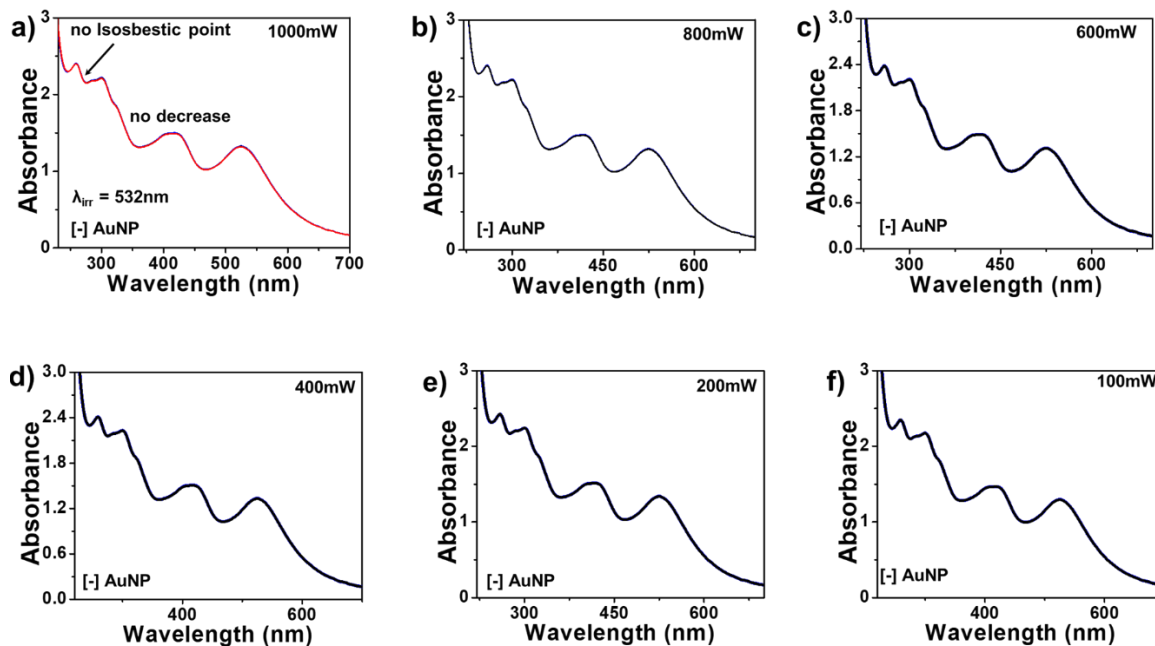 a)
no Isosbestic point
1000mW
no decrease
λirr = 532nm
[-] AuNP
Absorbance
3
2
1
0
300 400 500 600 700
Wavelength (nm)
b)
800mW
[-] AuNP
Absorbance
3
2
1
0
300 450 600
Wavelength (nm)
c)
600mW
[-] AuNP
Absorbance
3.0
2.4
1.8
1.2
0.6
0.0
300 450 600
Wavelength (nm)
d)
400mW
[-] AuNP
Absorbance
3.0
2.4
1.8
1.2
0.6
0.0
400 600
Wavelength (nm)
e)
200mW
[-] AuNP
Absorbance
3
2
1
0
300 450 600
Wavelength (nm)
f)
100mW
[-] AuNP
Absorbance
3
2
1
0
400 600
Wavelength (nm)